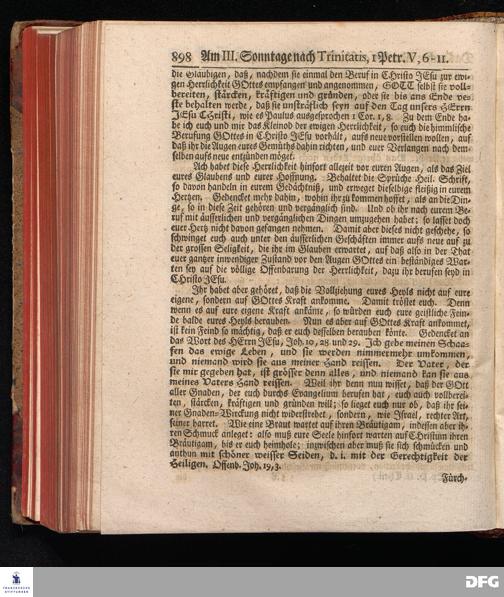 898 Am III. Sonntage nach Trinitatis, 1 Petr. V, 6-11.
die Glaubigen, daß, nachdem sie einmal den Beruf in Christo JEsu zur ewi-
gen Herrlichkeit GOttes empfangen und angenommen, GOTT selbst sie voll-
bereiten, stärcken, kräftigen und gründen, oder sie bis ans Ende ve-
ste behalten werde, daß sie unsträflich seyn auf den Tag unsers HErrn
JEsu Christi, wie es Paulus ausgesprochen 1 Cor. 1, 8. Zu dem Ende ha-
be ich euch und mir das Kleinod der ewigen Herrlichkeit, so euch die himmlische
Berufung GOttes in Christo JEsu vorhält, aufs neue vorstellen wollen, auf
daß ihr die Augen eures Gemüths dahin richten, und euer Verlangen nach dem-
selben aufs neue entzünden möget.
Ach habet diese Herrlichkeit hinfort allezeit vor euren Augen, als das Ziel
eures Glaubens und eurer Hoffnung. Behaltet die Sprüche Heil. Schrift,
so davon handeln in eurem Gedächtniß, und erweget dieselbige fleißig in eurem
Hertzen. Gedencket mehr dahin, wohin ihr zu kommen hoffet, als an die Din-
ge, so in diese Zeit gehören und vergänglich sind. Und ob ihr nach eurem Be-
ruf mit äusserlichen und vergänglichen Dingen umzugehen habet; so lasset doch
euer Hertz nicht davon gefangen nehmen. Damit aber dieses nicht geschehe, so
schwinget euch auch unter den äusserlichen Geschäften immer aufs neue auf zu
der grossen Seligkeit, die ihr im Glauben erwartet, auf daß also in der That
euer gantzer inwendiger Zustand vor den Augen GOttes ein beständiges War-
ten sey auf die völlige Offenbarung der Herrlichkeit, dazu ihr berufen seyd in
Christo JEsu.
Ihr habet aber gehöret, daß die Vollziehung eures Heyls nicht auf eure
eigene, sondern auf GOttes Kraft ankomme. Damit tröstet euch. Denn
wenn es auf eure eigene Kraft ankäme, so würden euch eure geistliche Fein-
de balde eures Heyls berauben. Nun es aber auf GOttes Kraft ankommet,
ist kein Feind so mächtig, daß er euch desselben berauben könte. Gedencket an
das Wort des HErrn JEsu, Joh. 10, 28 und 29. Ich gebe meinen Schaa-
fen das ewige Leben, und sie werden nimmermehr umkommen,
und niemand wird sie aus meiner Hand reissen. Der Vater, der
sie mir gegeben hat, ist grösser denn alles, und niemand kan sie aus
meines Vaters Hand reissen. Weil ihr denn nun wisset, daß der GOtt
aller Gnaden, der euch durchs Evangelium berufen hat, euch auch vollberei-
ten, stärcken, kräftigen und gründen will; so lieget euch nur ob, daß ihr sei-
ner Gnaden-Wirckung nicht widerstrebet, sondern, wie Israel, rechter Art,
seiner harret. Wie eine Braut wartet auf ihren Bräutigam, indessen aber ih-
ren Schmuck anleget: also muß eure Seele hinfort warten auf Christum ihren
Bräutigam, bis er euch heimhole; inzwischen aber muß sie sich schmücken und
anthun mit schöner weisser Seiden, d. i. mit der Gerechtigkeit der
Heiligen. Offenb. Joh. 19, 3.
Fürch-
FRANCKESCHE
STIFTUNGEN
DFG